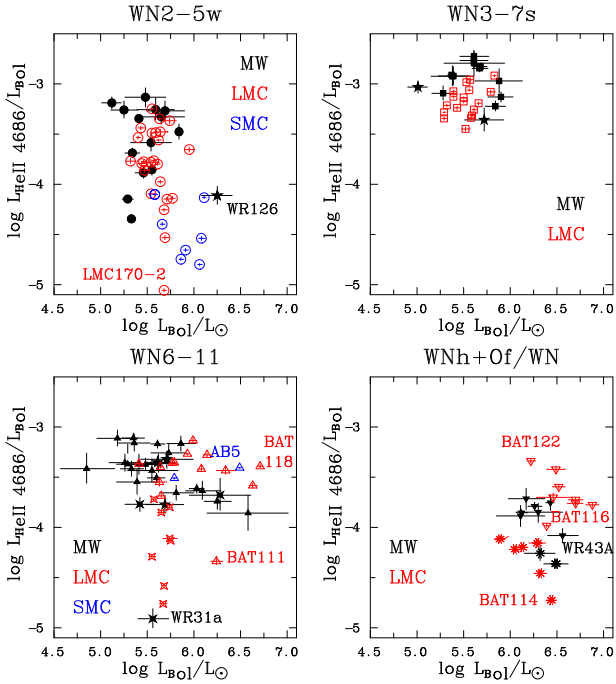 WN2−5w
WN3−7s
log L_HeII 4686/L_Bol
−3
−4
−5
MW
LMC
SMC
WR126
LMC170−2
4.5 5.0 5.5 6.0 6.5 7.0
log L_Bol/L_⊙
log L_HeII 4686/L_Bol
−3
−4
−5
WR43A
MW
LMC
4.5 5.0 5.5 6.0 6.5 7.0
log L_Bol/L_⊙
WN6−11
WNh+Of/WN
log L_HeII 4686/L_Bol
−3
−4
−5
AB5
BAT
118
BAT111
MW
LMC
SMC
WR31a
4.5 5.0 5.5 6.0 6.5 7.0
log L_Bol/L_⊙
log L_HeII 4686/L_Bol
−3
−4
−5
BAT122
BAT116
WR43A
MW
LMC
BAT114
4.5 5.0 5.5 6.0 6.5 7.0
log L_Bol/L_⊙